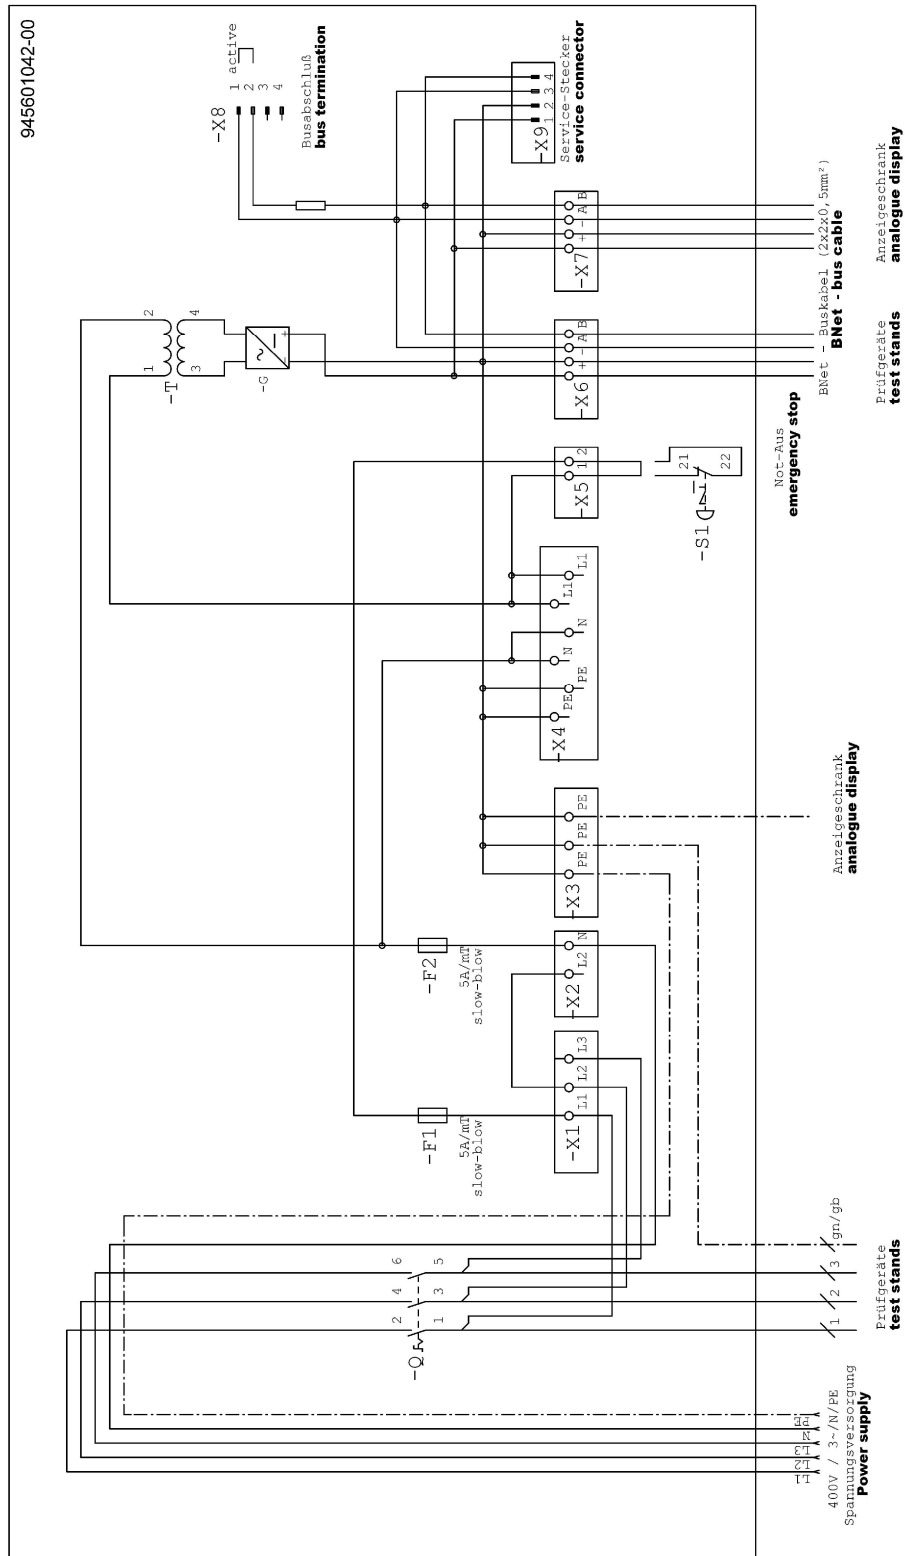 945601042-00
-X8
1
2
3
4
active
Busabschluß
bus termination
-X9
1
2
3
4
Service-Stecker
service connector
-X7
+
-
A
B
Anzeigeschrank
analogue display
-T
1
2
3
4
-G
~
-
+
-
-X6
+
-
A
B
BNet - Buskabel (2x2x0,5mm²)
BNet - bus cable
Prüfgeräte
test stands
-X5
1
2
-S1
21
22
Not-Aus
emergency stop
-X4
PE
PE
N
N
L1
L1
-X3
PE
PE
PE
Anzeigeschrank
analogue display
-F2
5A/mT
slow-blow
-X2
L2
N
-F1
5A/mT
slow-blow
-X1
L1
L2
L3
-Q
2
4
6
1
3
5
1
2
3
gn/gb
Prüfgeräte
test stands
L1
L2
L3
N
PE
400V / 3~/N/PE
Spannungsversorgung
Power supply